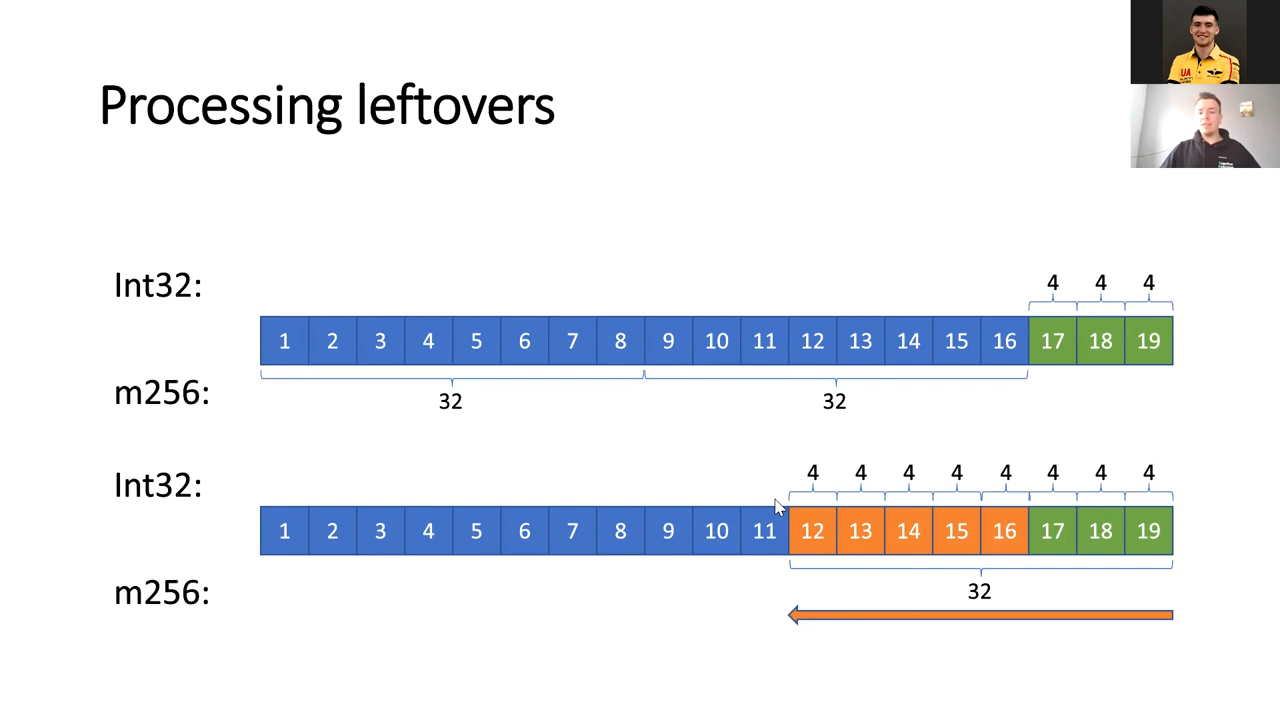 Processing leftovers
UA
Int32:
4 4 4
1 2 3 4 5 6 7 8 9 10 11 12 13 14 15 16 17 18 19
m256:
32 32
Int32:
4 4 4 4 4 4 4 4
1 2 3 4 5 6 7 8 9 10 11 12 13 14 15 16 17 18 19
m256:
32